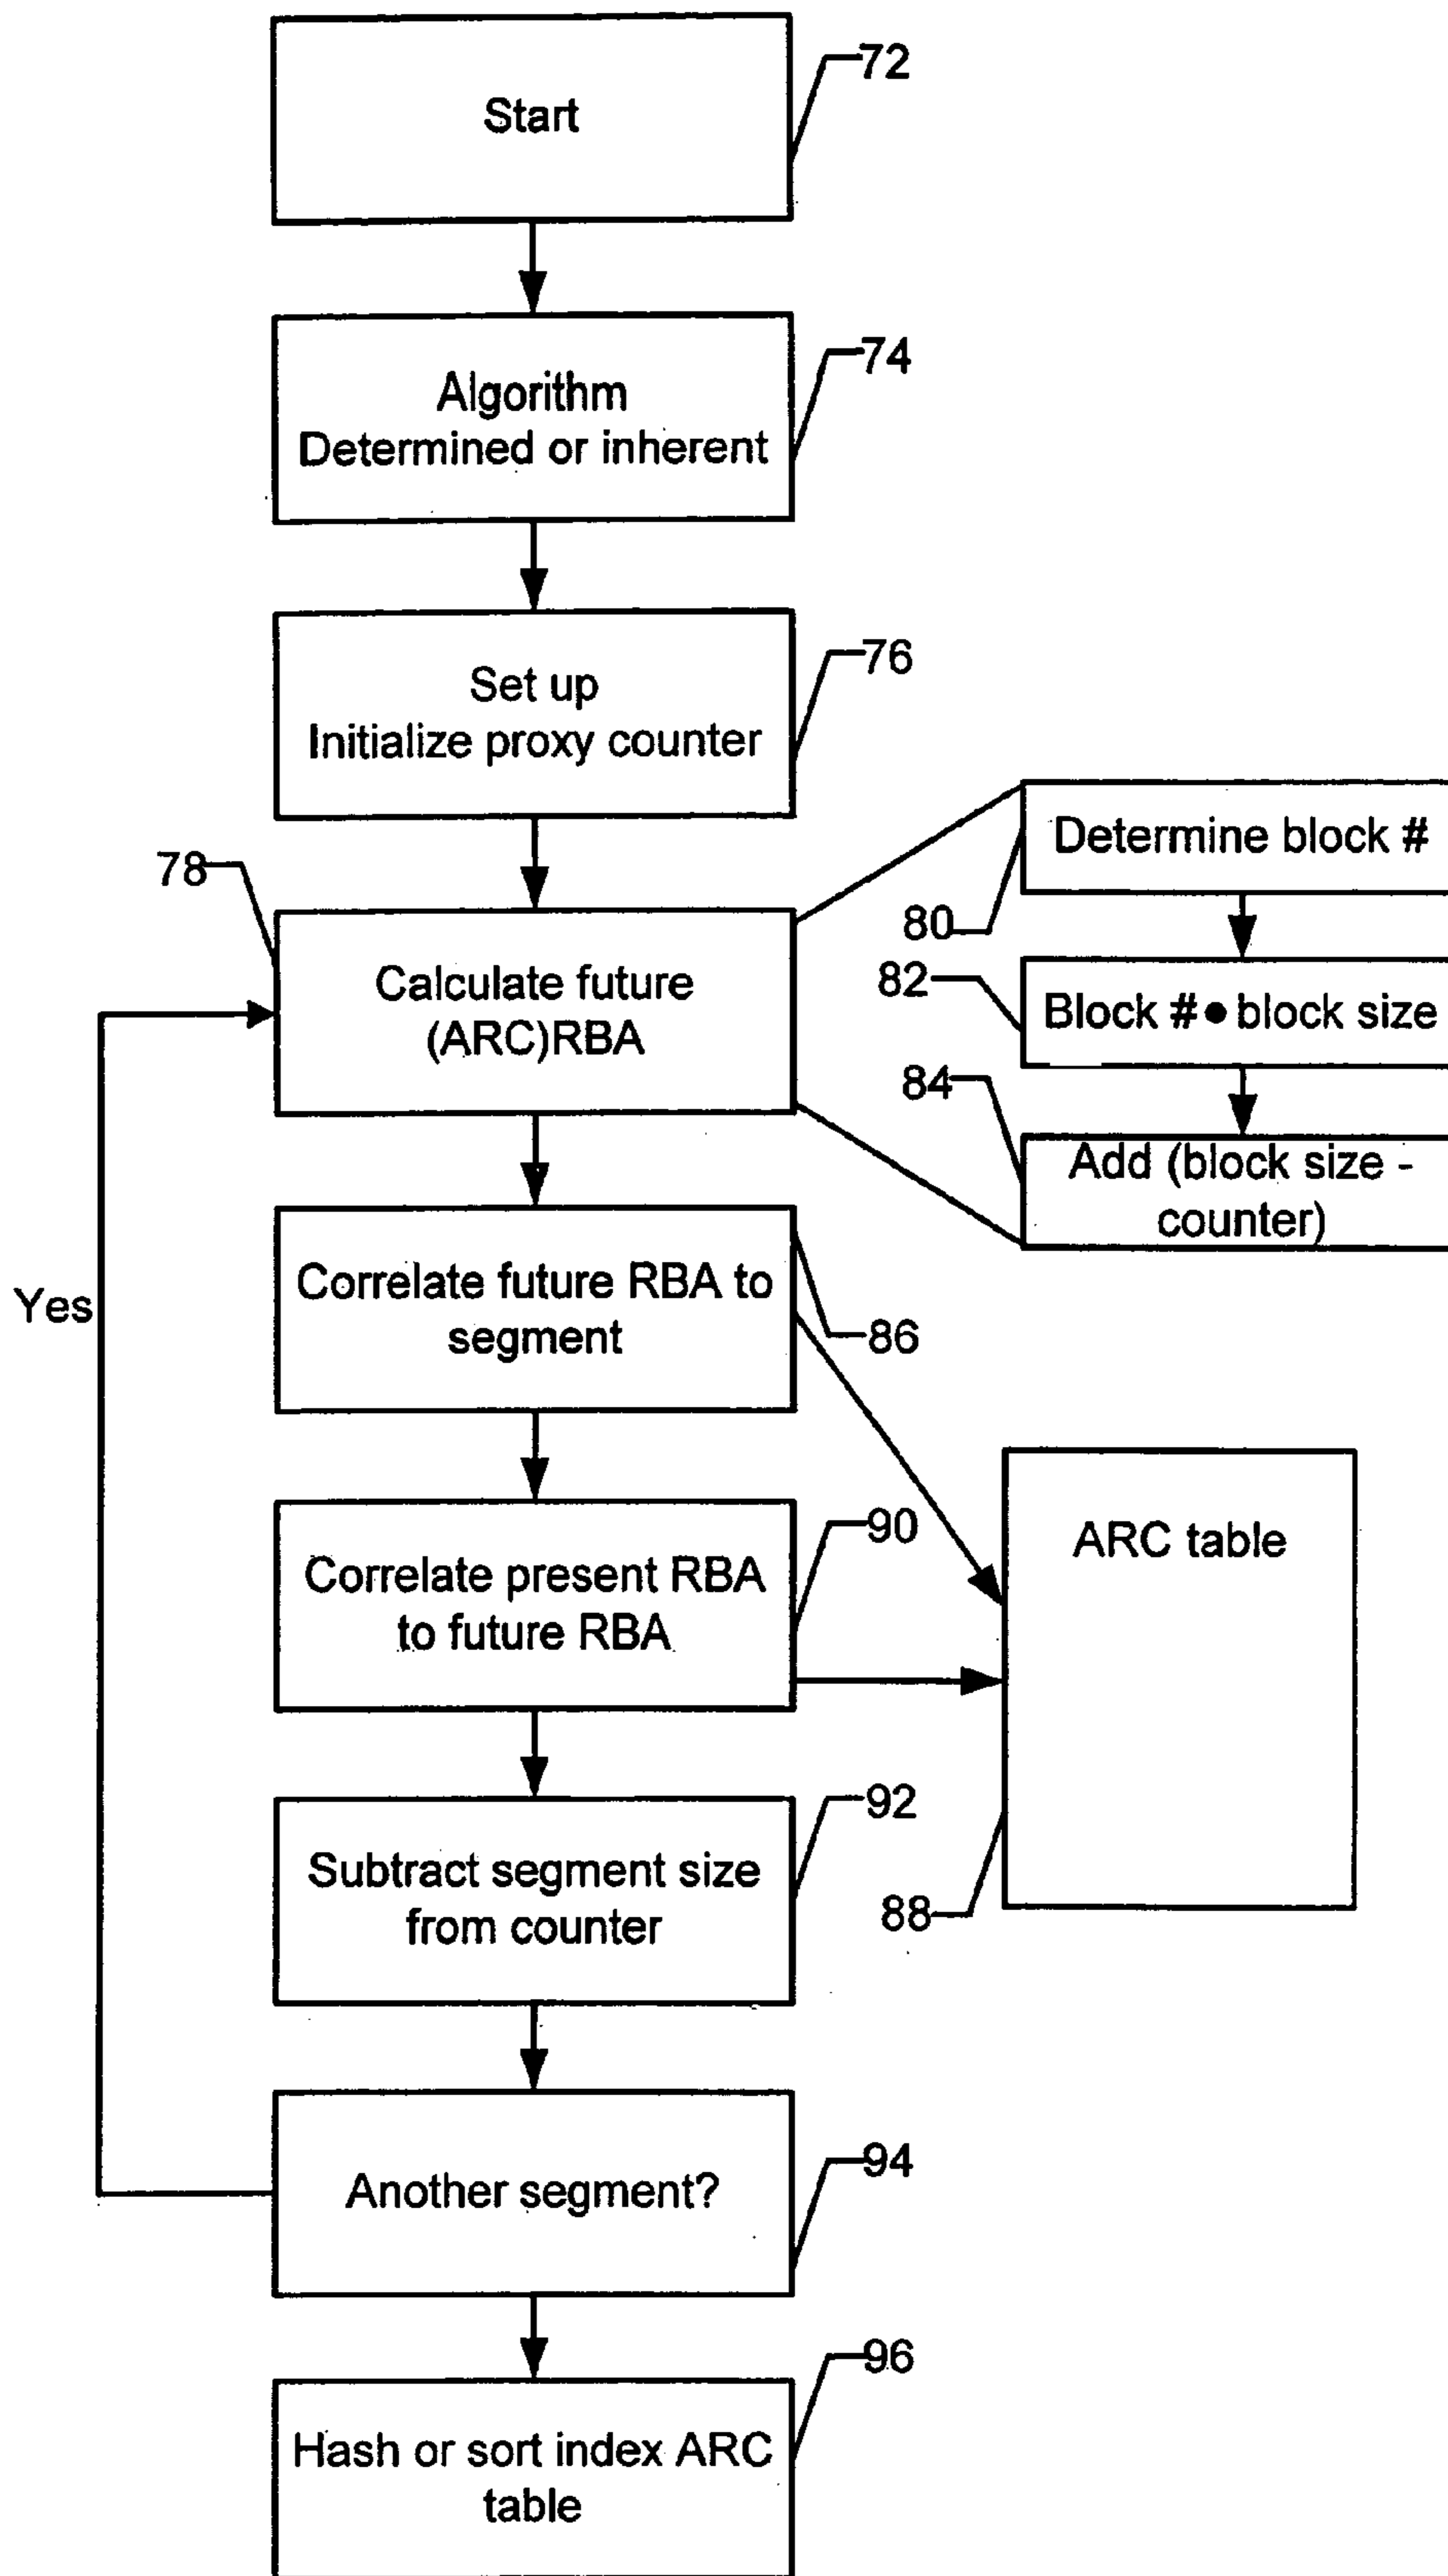 Start
72
Algorithm
Determined or inherent
74
Set up
Initialize proxy counter
76
78
Calculate future
(ARC)RBA
Determine block #
80
82
Block # ● block size
84
Add (block size -
counter)
Yes
Correlate future RBA to
segment
86
Correlate present RBA
to future RBA
90
ARC table
88
Subtract segment size
from counter
92
Another segment?
94
Hash or sort index ARC
table
96